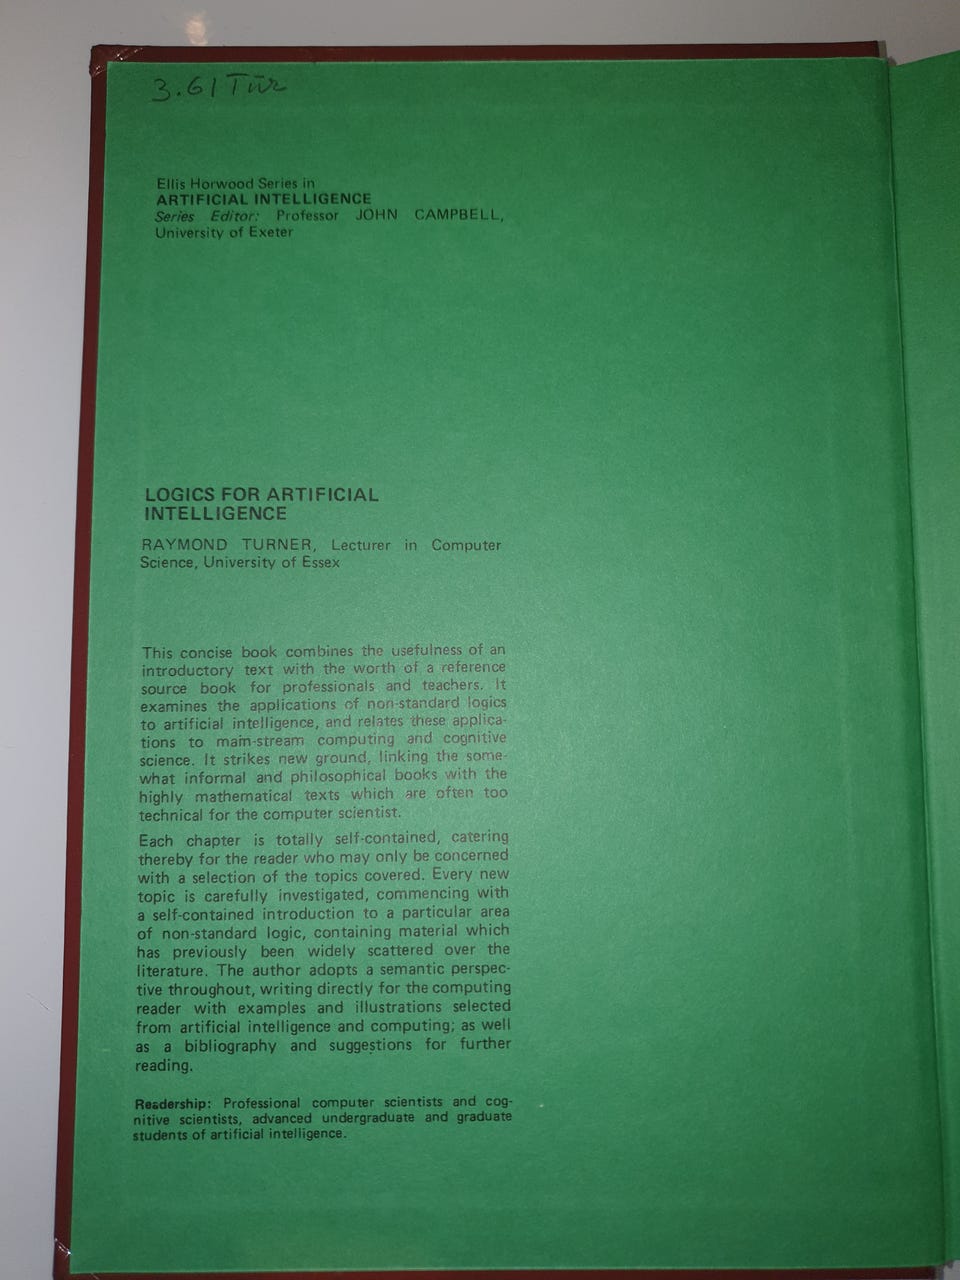 3.61 Tur
Ellis Horwood Series in
ARTIFICIAL INTELLIGENCE
Series Editor: Professor JOHN CAMPBELL,
University of Exeter
LOGICS FOR ARTIFICIAL
INTELLIGENCE
RAYMOND TURNER, Lecturer in Computer
Science, University of Essex
This concise book combines the usefulness of an
introductory text with the worth of a reference
source book for professionals and teachers. It
examines the applications of non-standard logics
to artificial intelligence, and relates these applica-
tions to main-stream computing and cognitive
science. It strikes new ground, linking the some-
what informal and philosophical books with the
highly mathematical texts which are often too
technical for the computer scientist.
Each chapter is totally self-contained, catering
thereby for the reader who may only be concerned
with a selection of the topics covered. Every new
topic is carefully investigated, commencing with
a self-contained introduction to a particular area
of non-standard logic, containing material which
has previously been widely scattered over the
literature. The author adopts a semantic perspec-
tive throughout, writing directly for the computing
reader with examples and illustrations selected
from artificial intelligence and computing; as well
as a bibliography and suggestions for further
reading.
Readership: Professional computer scientists and cog-
nitive scientists, advanced undergraduate and graduate
students of artificial intelligence.